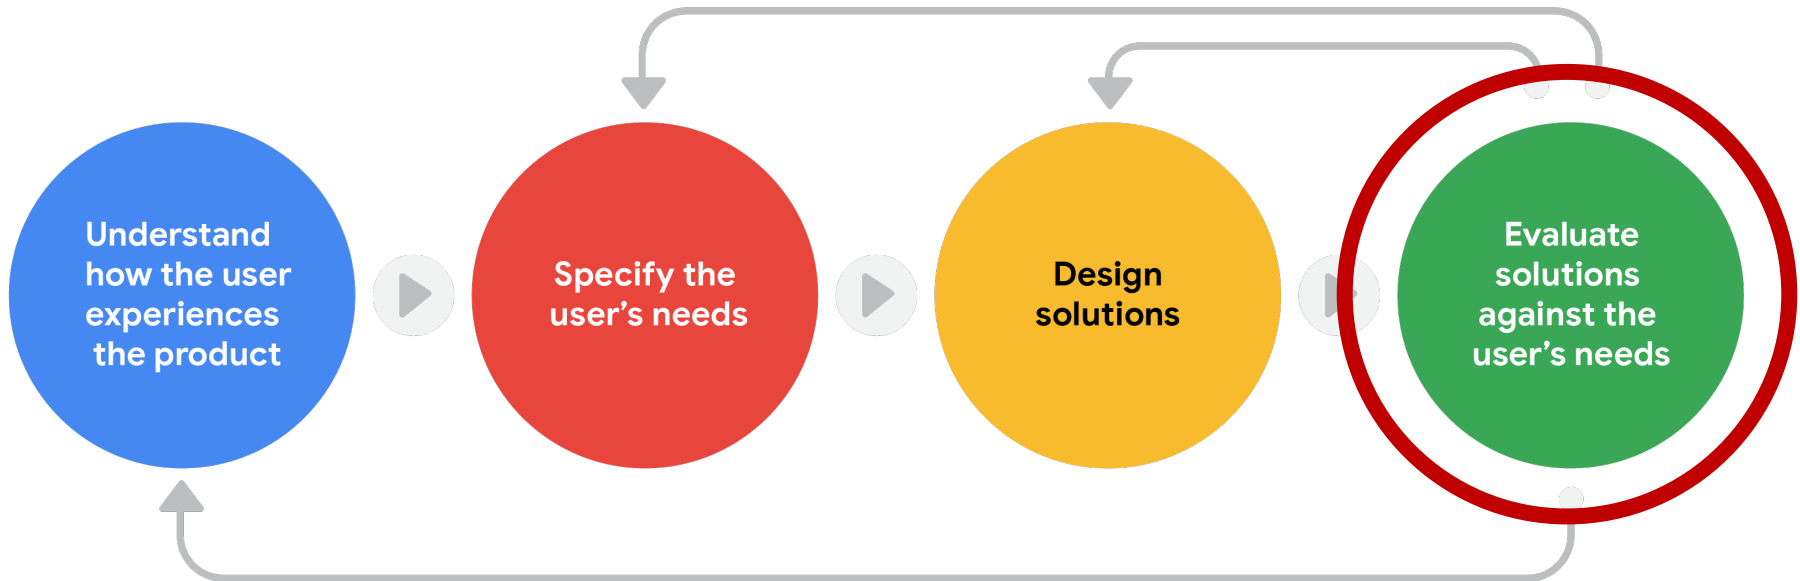 Understand
how the user
experiences
the product
Specify the
user’s needs
Design
solutions
Evaluate
solutions
against the
user’s needs